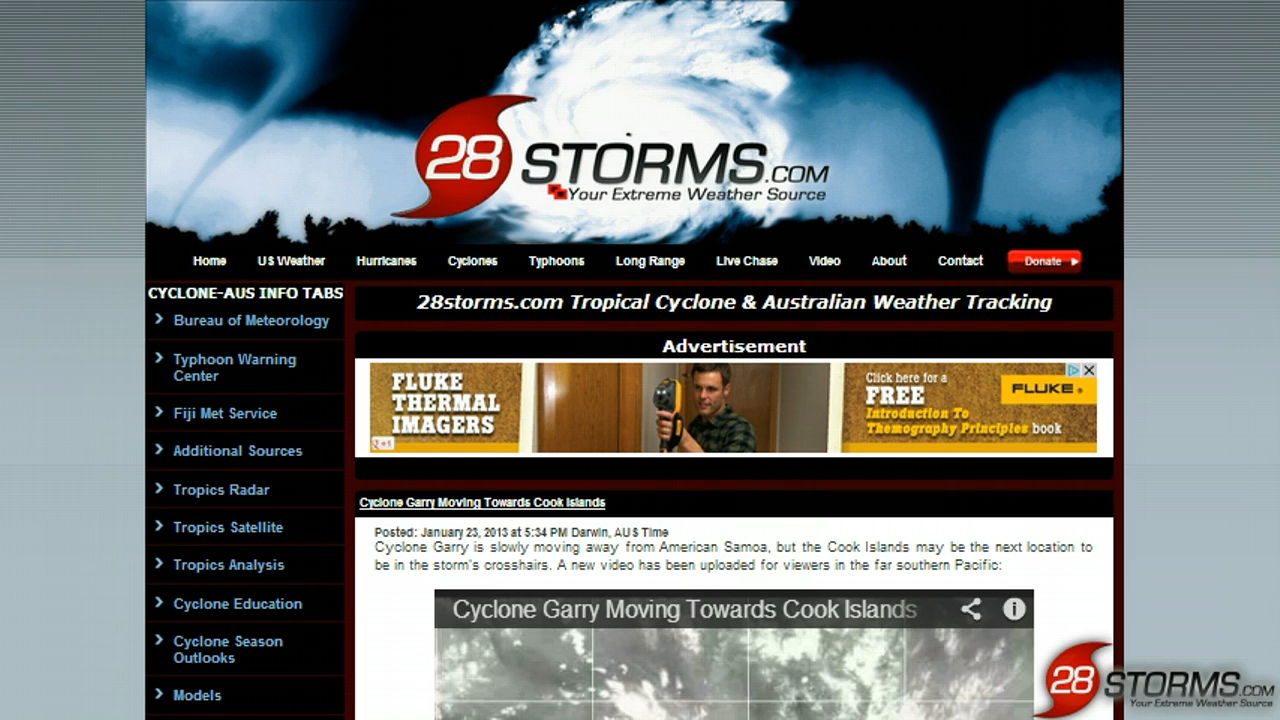 28 STORMS.COM
Your Extreme Weather Source
Home US Weather Hurricanes Cyclones Typhoons Long Range Live Chase Video About Contact Donate
CYCLONE-AUS INFO TABS
Bureau of Meteorology
Typhoon Warning
Center
Fiji Met Service
Additional Sources
Tropics Radar
Tropics Satellite
Tropics Analysis
Cyclone Education
Cyclone Season
Outlooks
Models
28storms.com Tropical Cyclone & Australian Weather Tracking
Advertisement
FLUKE
THERMAL
IMAGERS
+1
Click here for a
FREE
Introduction To
Themography Principles book
FLUKE®
Cyclone Garry Moving Towards Cook Islands
Posted: January 23, 2013 at 5:34 PM Darwin, AUS Time
Cyclone Garry is slowly moving away from American Samoa, but the Cook Islands may be the next location to
be in the storm's crosshairs. A new video has been uploaded for viewers in the far southern Pacific:
Cyclone Garry Moving Towards Cook Islands
28 STORMS.COM
Your Extreme Weather Source